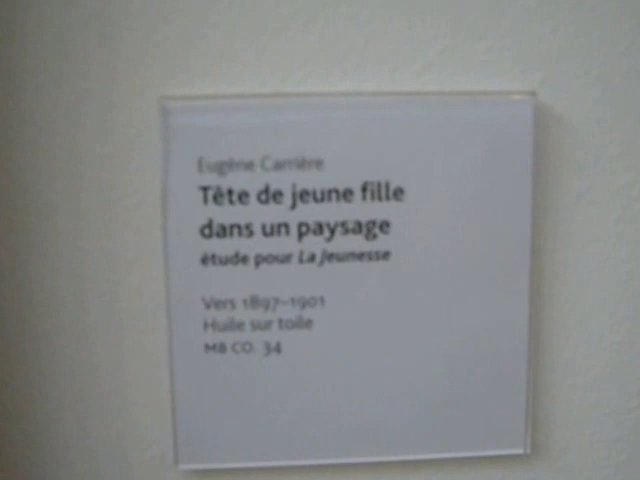 Eugène Carrière
Tête de jeune fille
dans un paysage
étude pour La Jeunesse
Vers 1897–1901
Huile sur toile
MB CO. 34